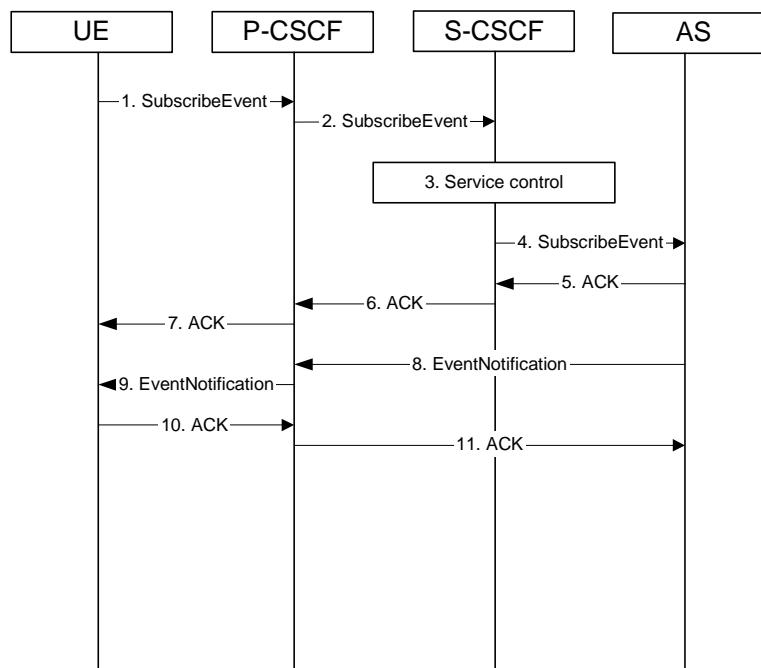 UE
P-CSCF
S-CSCF
AS
1. SubscribeEvent
2. SubscribeEvent
3. Service control
4. SubscribeEvent
5. ACK
6. ACK
7. ACK
8. EventNotification
9. EventNotification
10. ACK
11. ACK